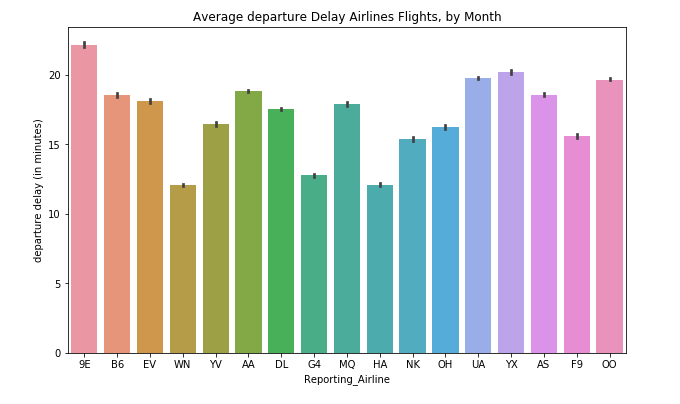 Average departure Delay Airlines Flights, by Month
departure delay (in minutes)
20
15
10
5
0
9E B6 EV WN YV AA DL G4 MQ HA NK OH UA YX AS F9 OO
Reporting_Airline